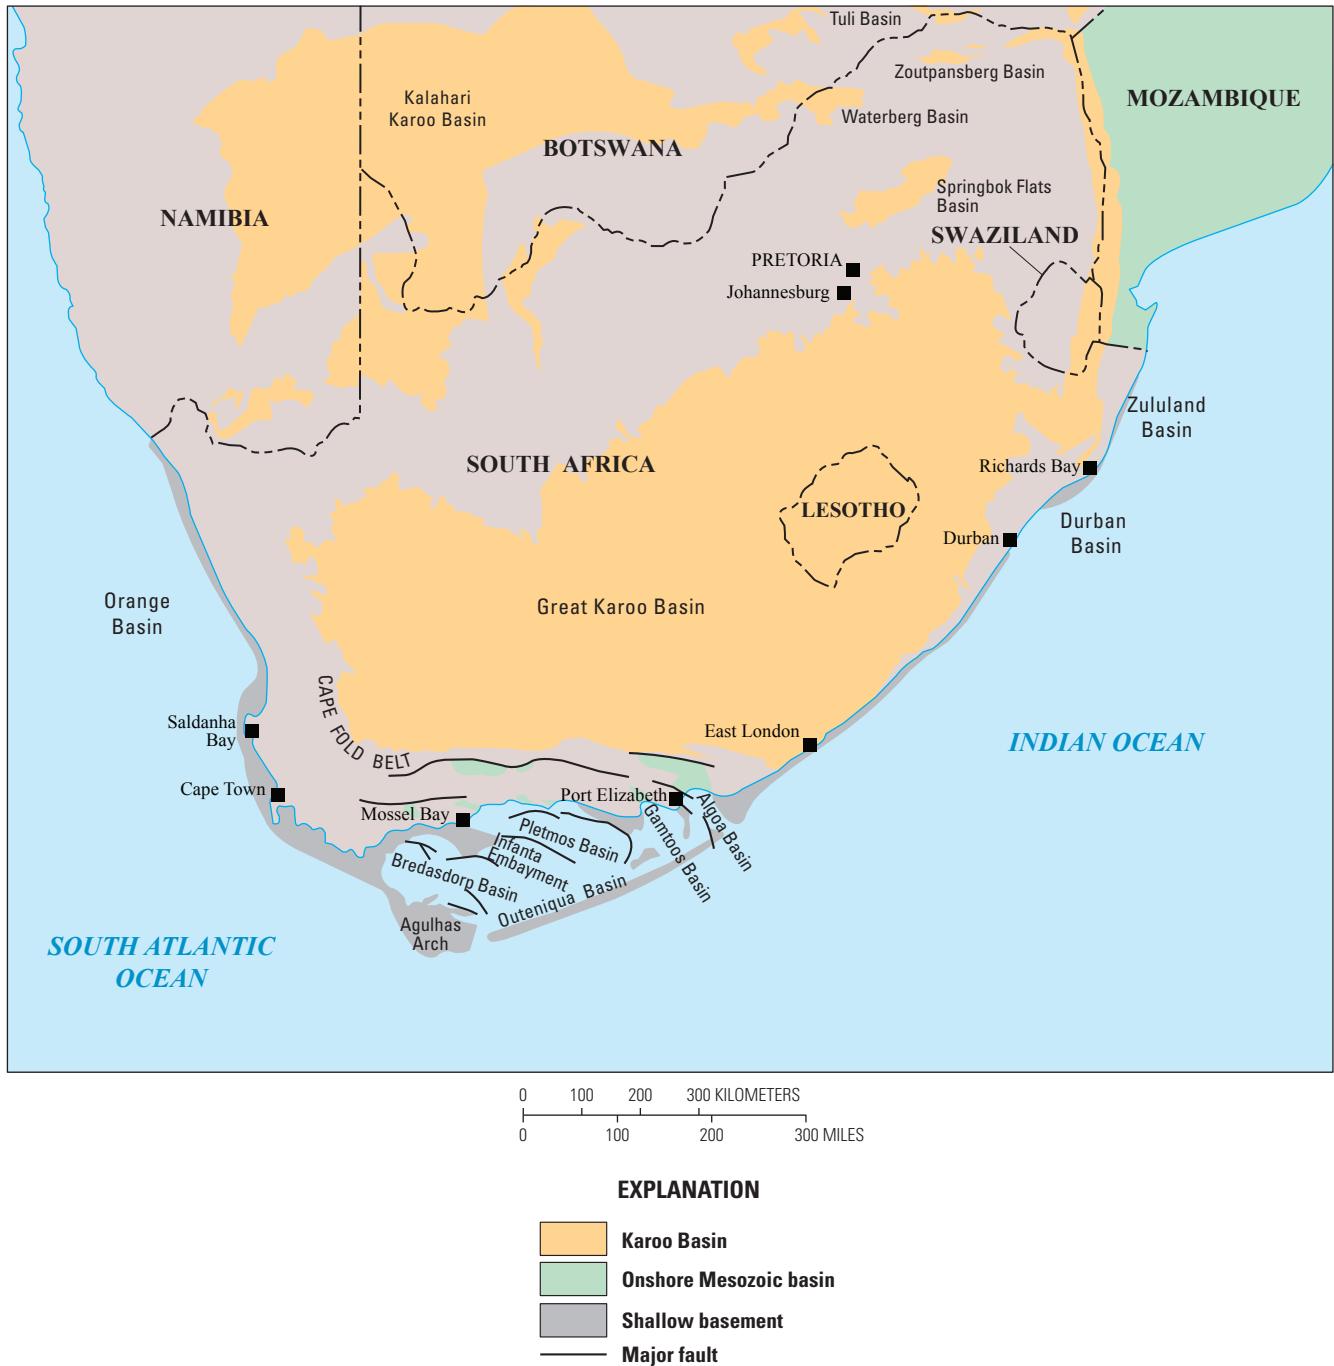 Tuli Basin
Zoutpansberg Basin
MOZAMBIQUE
Kalahari
Karoo Basin
Waterberg Basin
BOTSWANA
Springbok Flats
Basin
NAMIBIA
SWAZILAND
PRETORIA
Johannesburg
Zululand
Basin
SOUTH AFRICA
Richards Bay
LESOTHO
Durban
Basin
Durban
Orange
Basin
Great Karoo Basin
CAPE FOLD BELT
Saldanha
Bay
East London
INDIAN OCEAN
Cape Town
Port Elizabeth
Mossel Bay
Algoa Basin
Gamtoos Basin
Pletmos Basin
Infanta
Embayment
Bredasdorp Basin
Outeniqua Basin
Agulhas
Arch
SOUTH ATLANTIC
OCEAN
0 100 200 300 KILOMETERS
0 100 200 300 MILES
EXPLANATION
Karoo Basin
Onshore Mesozoic basin
Shallow basement
Major fault